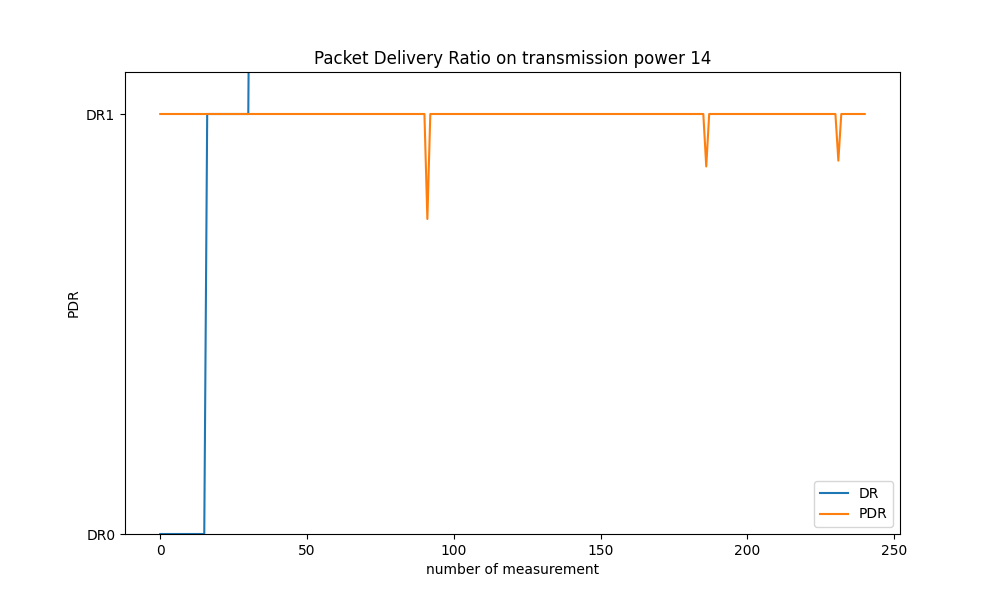 Packet Delivery Ratio on transmission power 14
DR1
PDR
DR0
0 50 100 150 200 250
number of measurement
DR
PDR